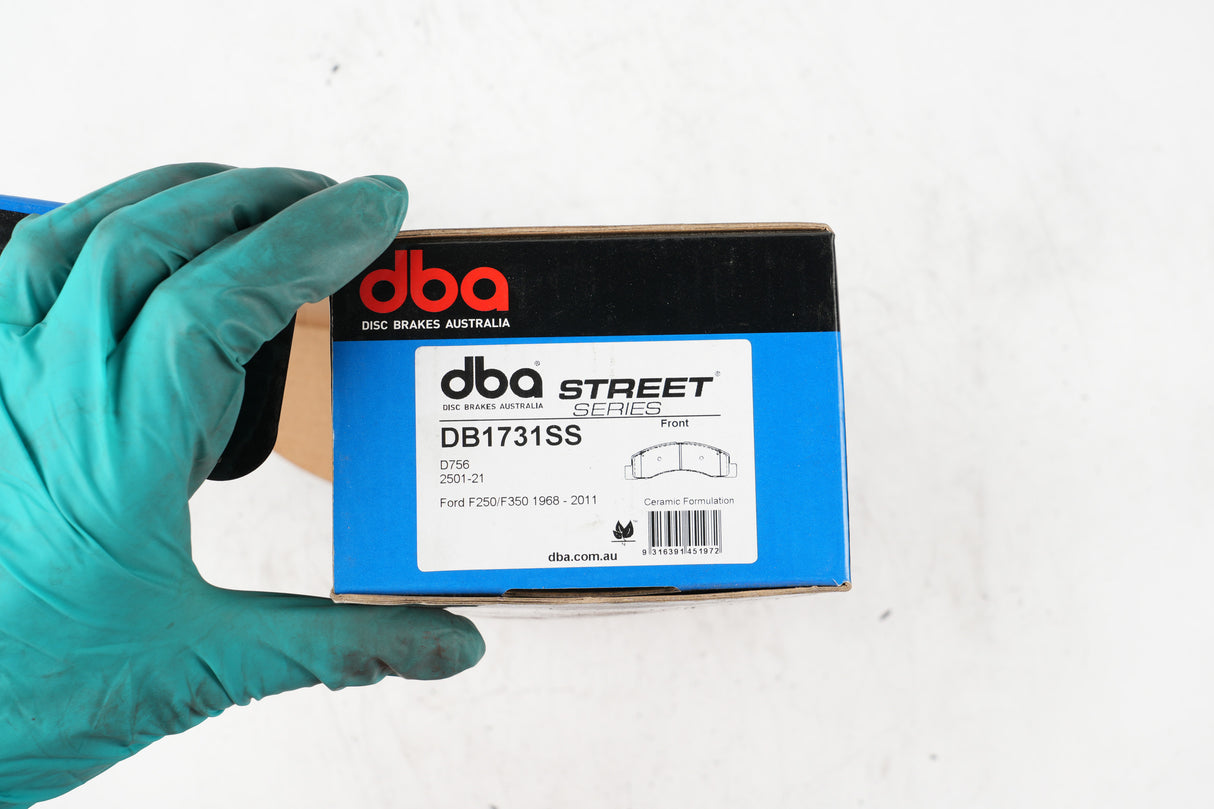 dba
DISC BRAKES AUSTRALIA
dba®
DISC BRAKES AUSTRALIA
STREET®
SERIES
DB1731SS
Front
D756
2501-21
Ford F250/F350 1968 - 2011
Ceramic Formulation
dba.com.au
9 316391 451972